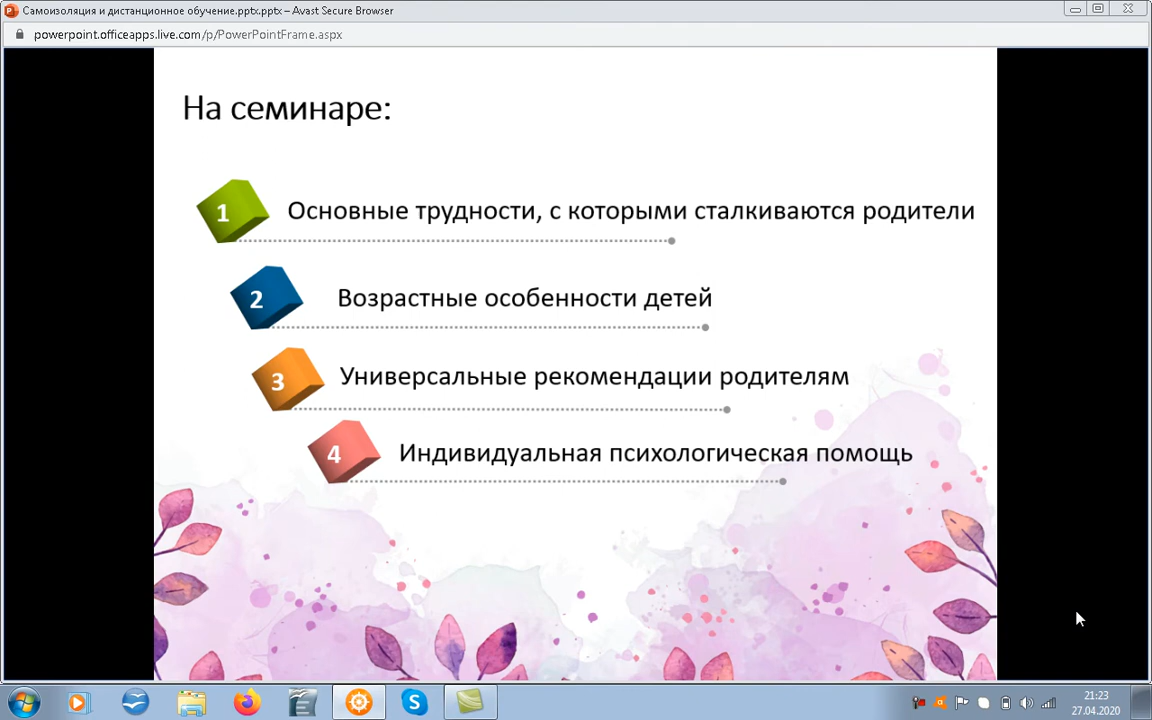 Самоизоляция и дистанционное обучение.pptx.pptx – Avast Secure Browser
powerpoint.officeapps.live.com/p/PowerPointFrame.aspx
На семинаре:
1 Основные трудности, с которыми сталкиваются родители
2 Возрастные особенности детей
3 Универсальные рекомендации родителям
4 Индивидуальная психологическая помощь
21:23
27.04.2020